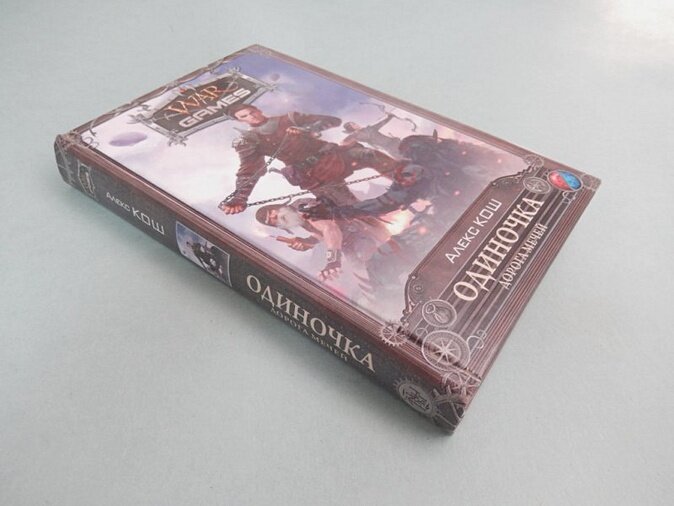 WAR
GAMES
АЛЕКС КОШ
ОДИНОЧКА
ДОРОГА МЕЧЕЙ
АЛЕКС КОШ
ОДИНОЧКА
ДОРОГА МЕЧЕЙ